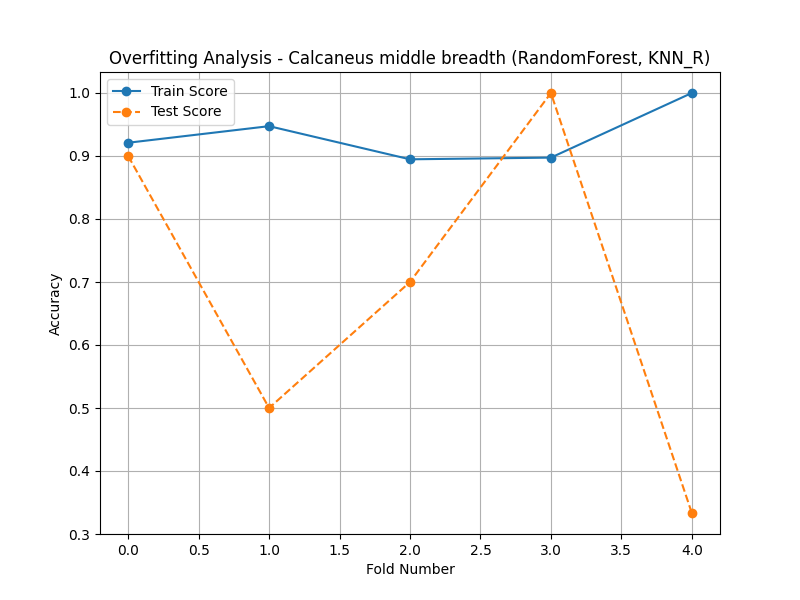 Overfitting Analysis - Calcaneus middle breadth (RandomForest, KNN_R)
Train Score
Test Score
1.0
0.9
0.8
0.7
0.6
0.5
0.4
0.3
Accuracy
0.0 0.5 1.0 1.5 2.0 2.5 3.0 3.5 4.0
Fold Number